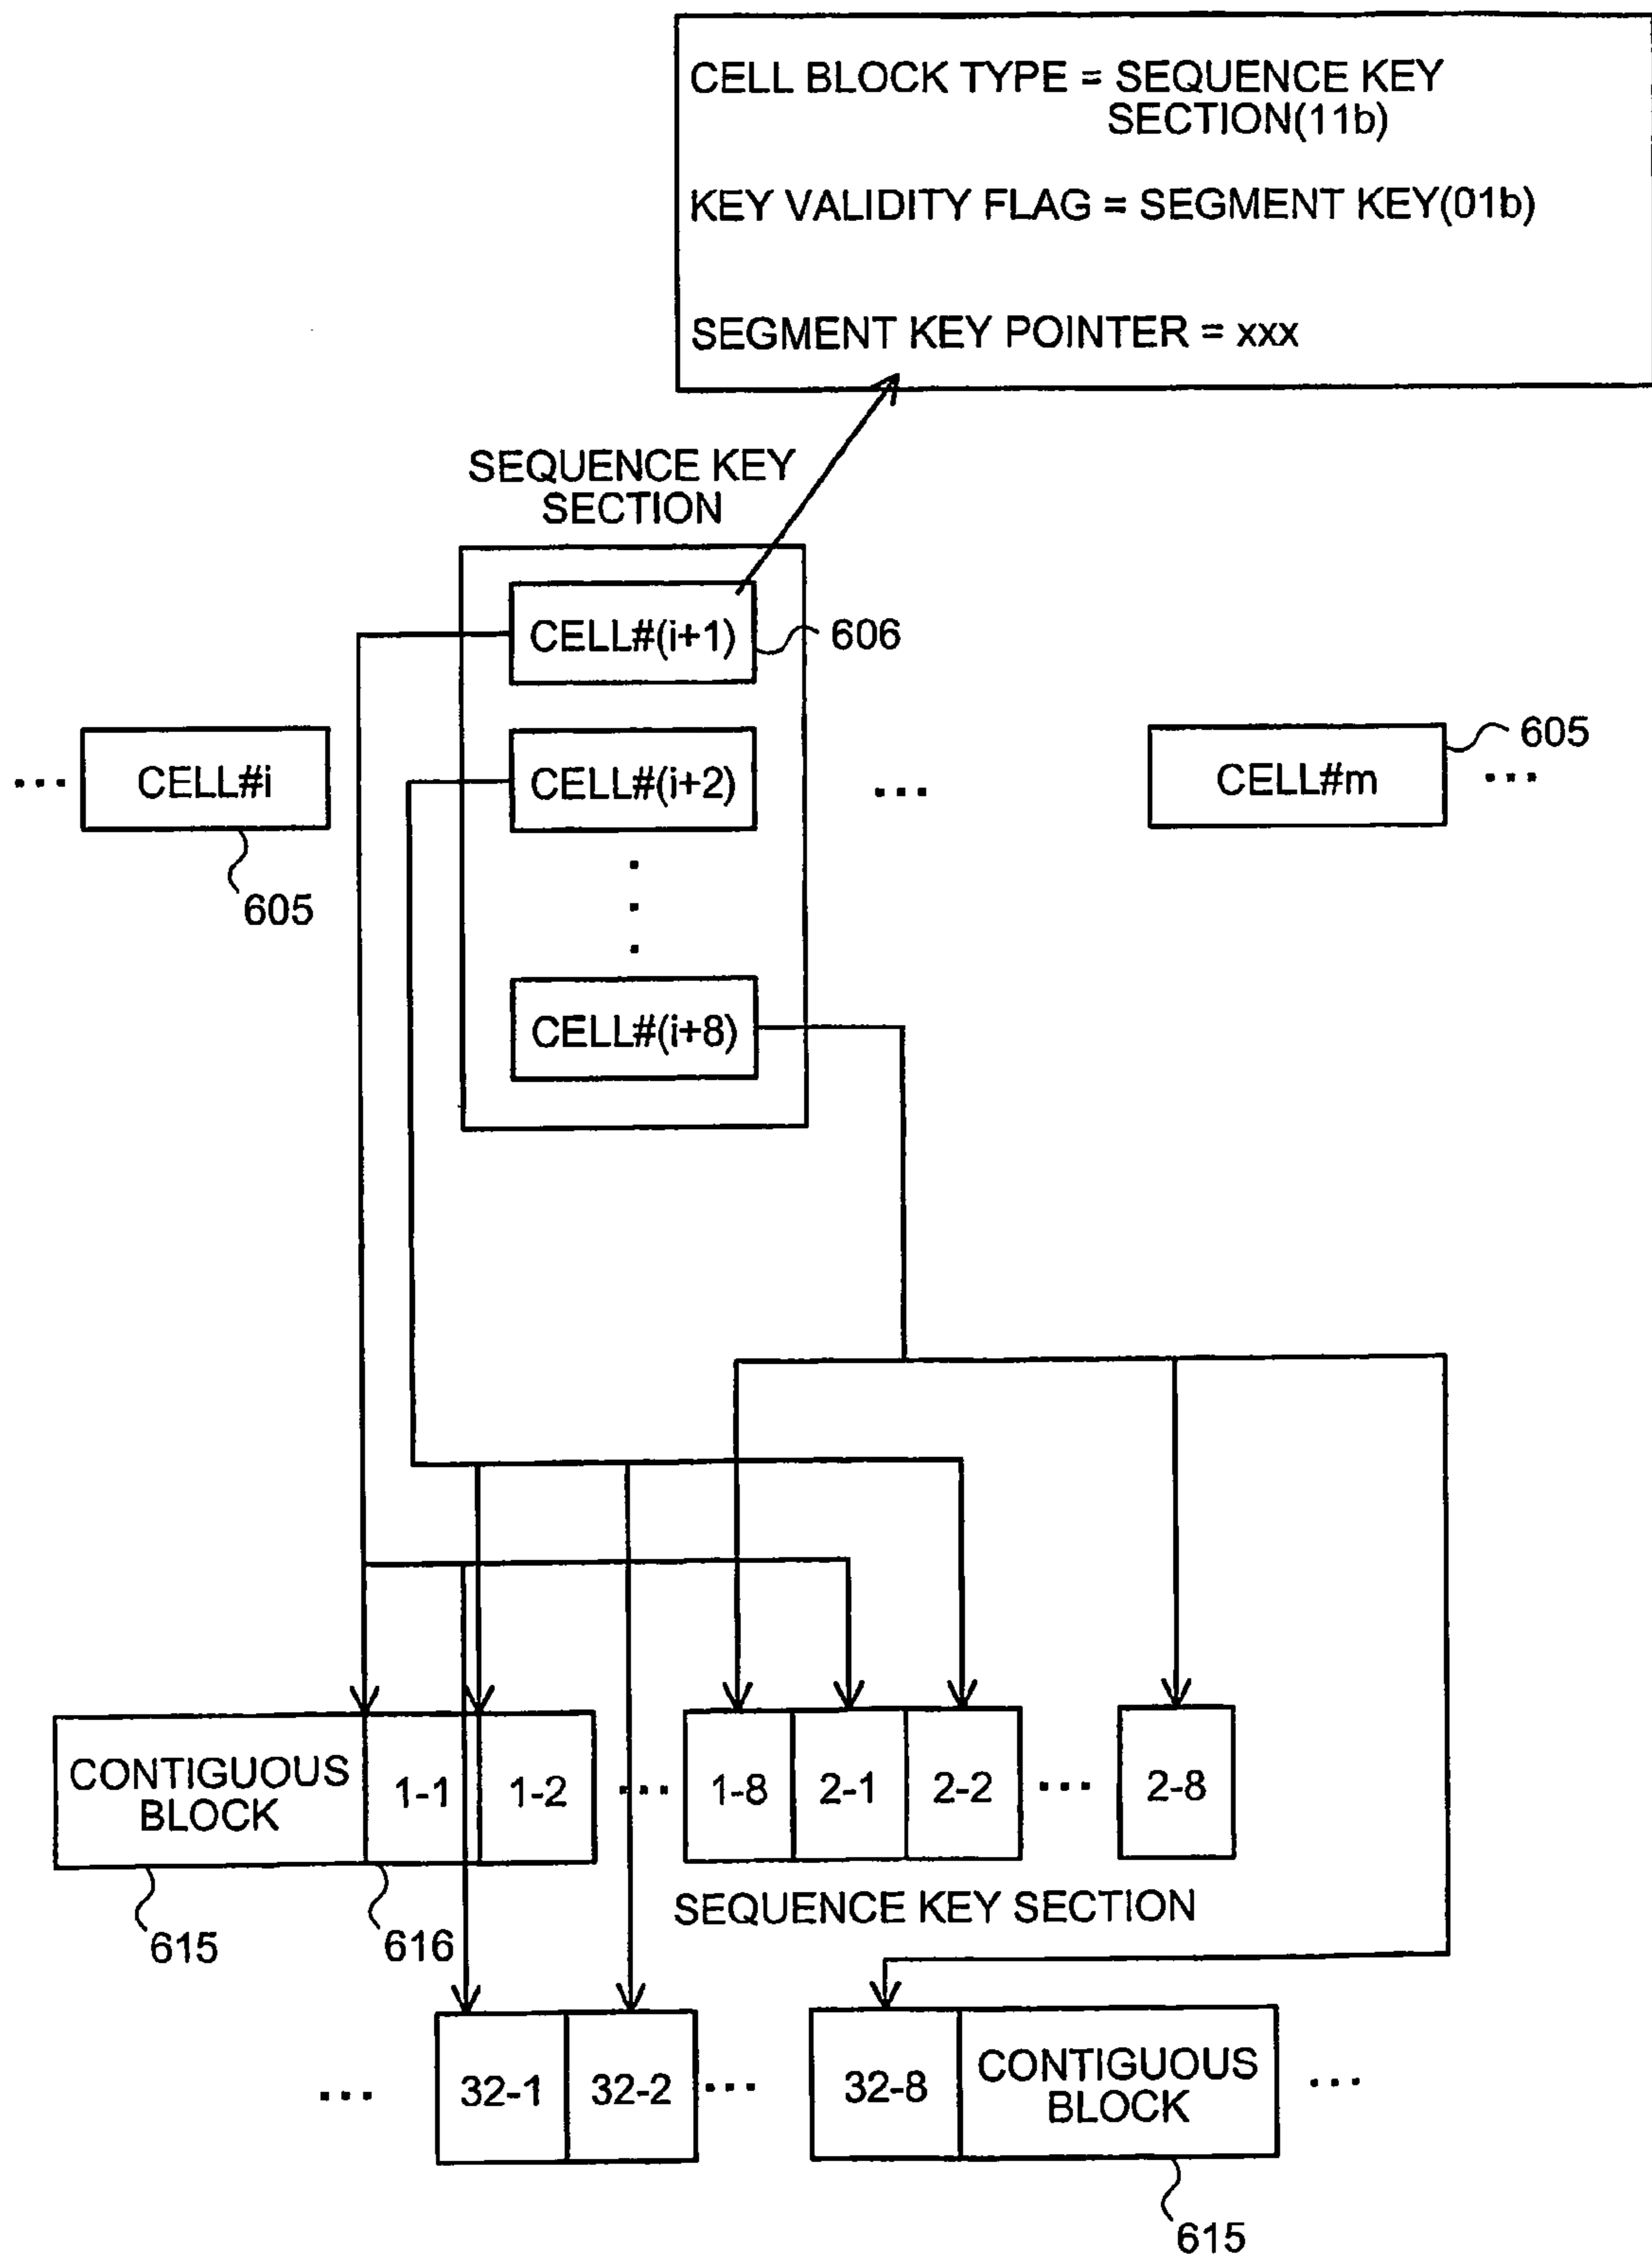 CELL BLOCK TYPE = SEQUENCE KEY
SECTION(11b)
KEY VALIDITY FLAG = SEGMENT KEY(01b)
SEGMENT KEY POINTER = xxx
SEQUENCE KEY
SECTION
CELL#(i+1)
606
... CELL#i
605
CELL#(i+2)
...
CELL#m
605
...
CELL#(i+8)
CONTIGUOUS
BLOCK
1-1
1-2
...
1-8
2-1
2-2
...
2-8
615
616
SEQUENCE KEY SECTION
...
32-1
32-2
...
32-8
CONTIGUOUS
BLOCK
...
615